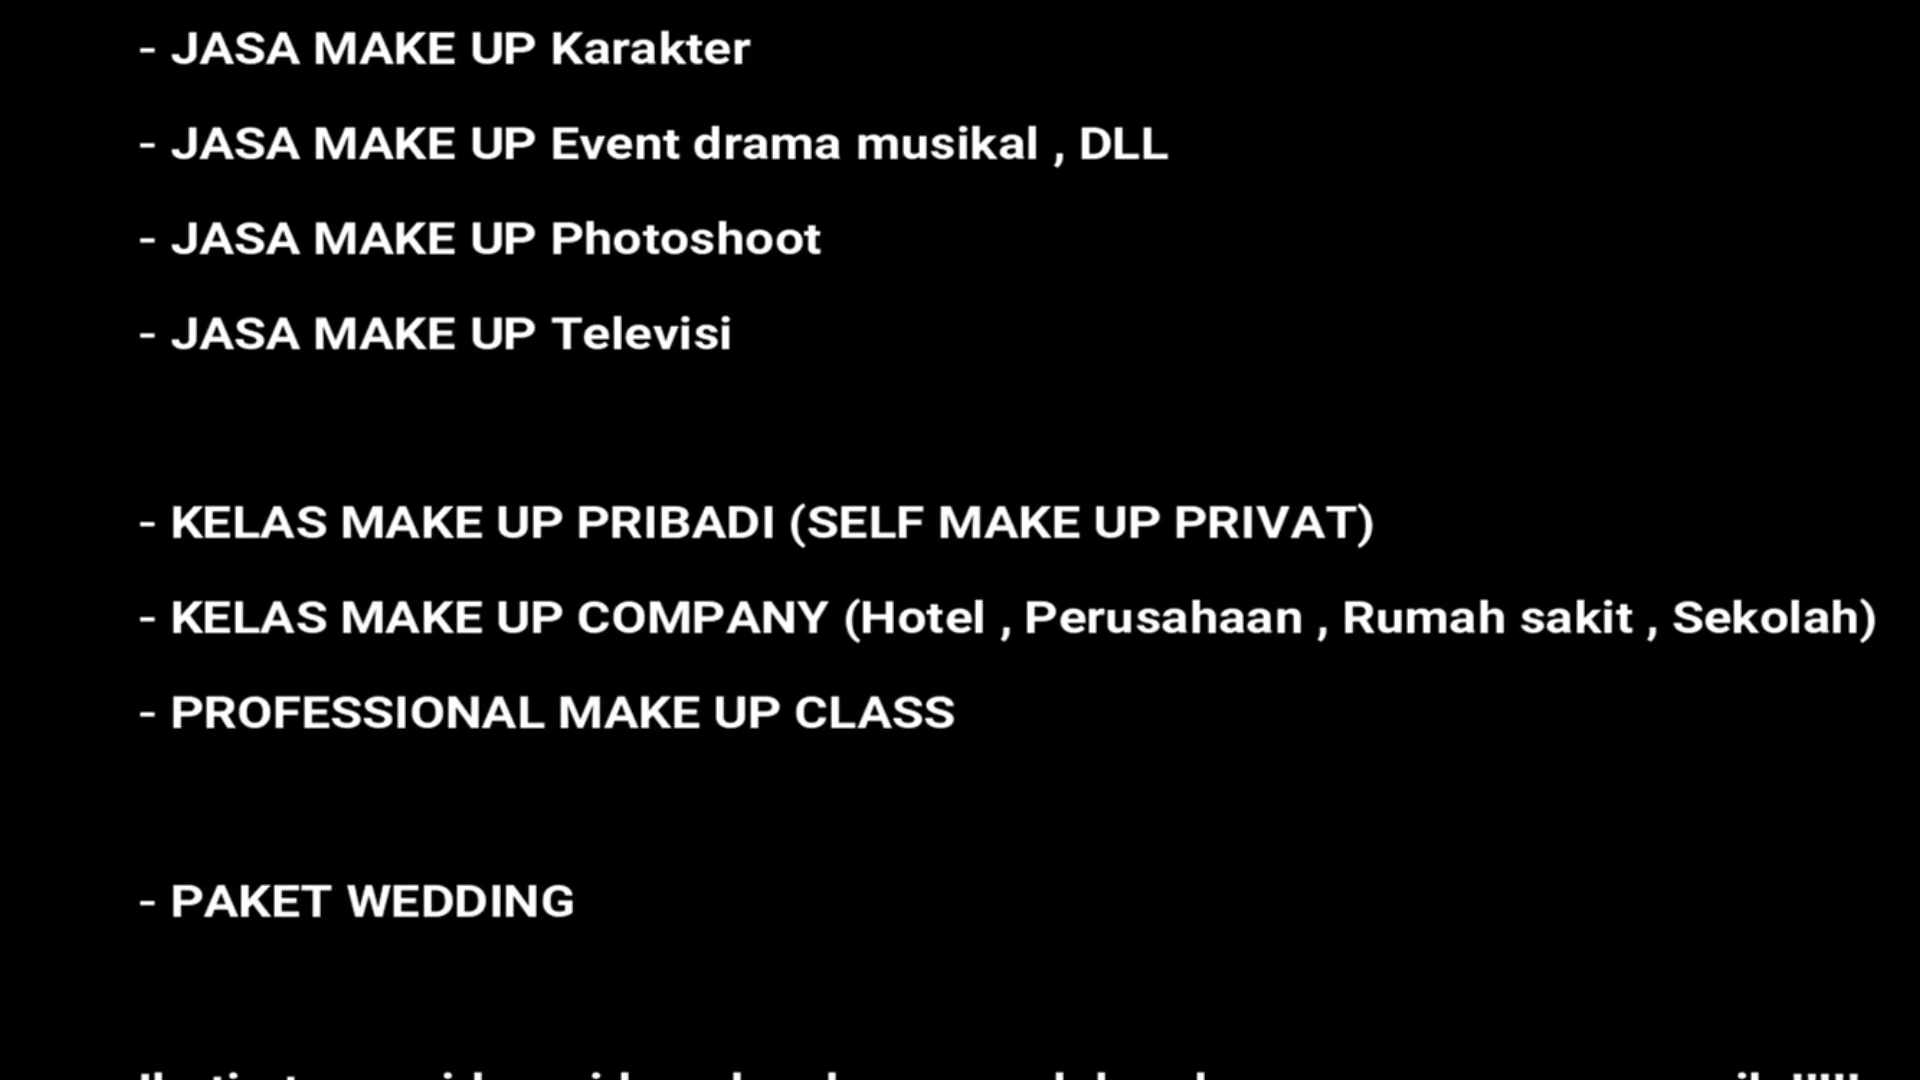 - JASA MAKE UP Karakter
- JASA MAKE UP Event drama musikal , DLL
- JASA MAKE UP Photoshoot
- JASA MAKE UP Televisi
- KELAS MAKE UP PRIBADI (SELF MAKE UP PRIVAT)
- KELAS MAKE UP COMPANY (Hotel , Perusahaan , Rumah sakit , Sekolah)
- PROFESSIONAL MAKE UP CLASS
- PAKET WEDDING